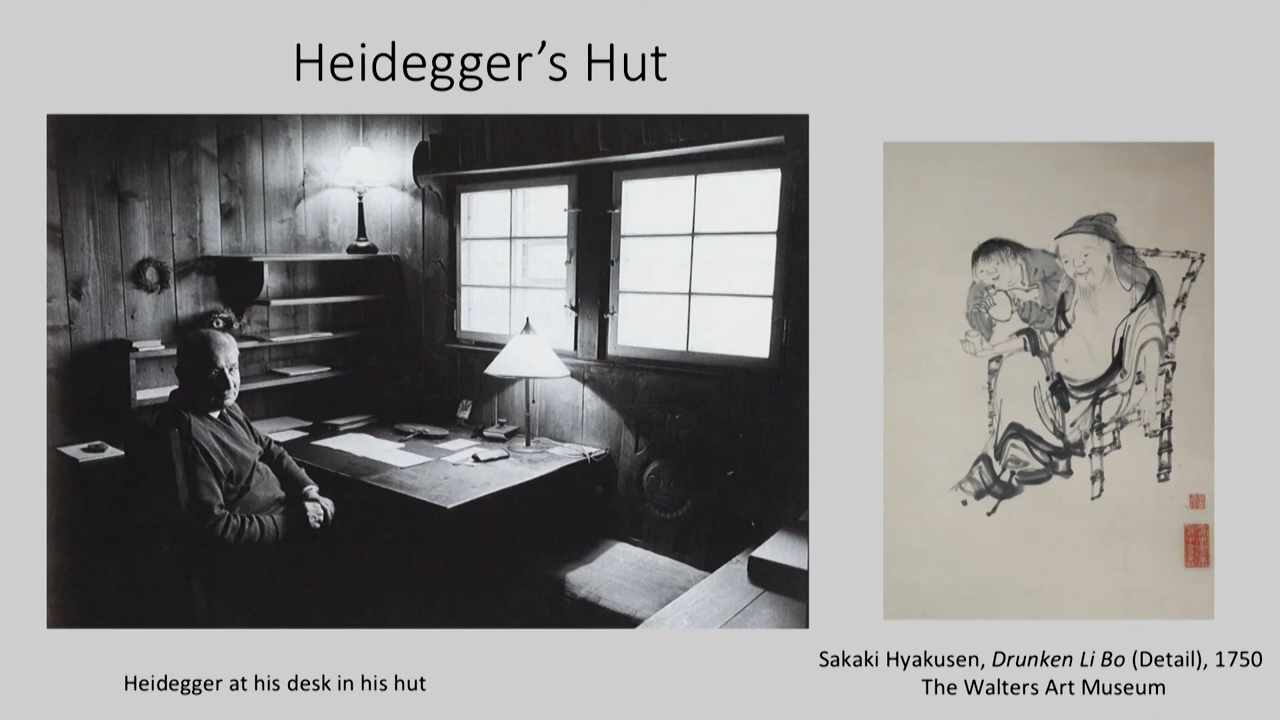 Heidegger’s Hut
Heidegger at his desk in his hut
Sakaki Hyakusen, Drunken Li Bo (Detail), 1750
The Walters Art Museum